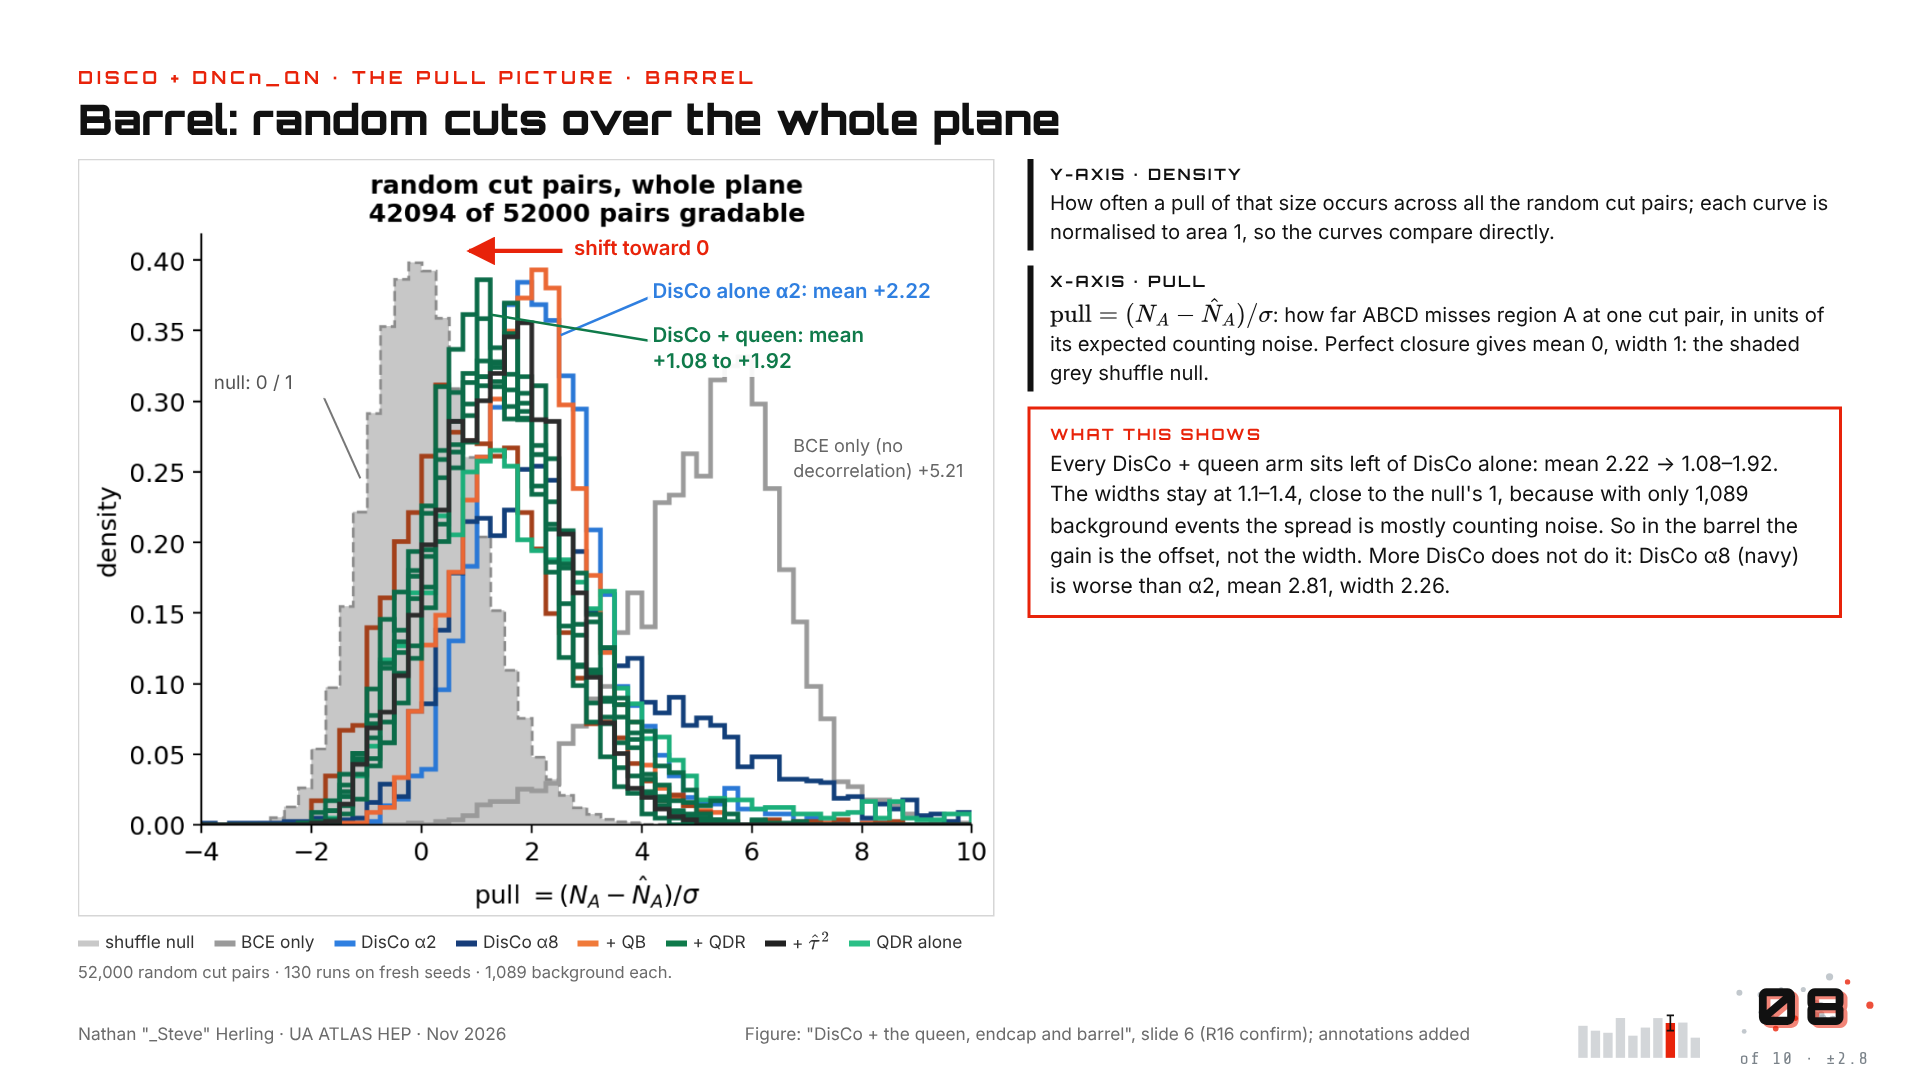 DISCO + DNCn_QN · THE PULL PICTURE · BARREL
Barrel: random cuts over the whole plane
random cut pairs, whole plane
42094 of 52000 pairs gradable
shift toward 0
DisCo alone α2: mean +2.22
DisCo + queen: mean
+1.08 to +1.92
null: 0 / 1
BCE only (no
decorrelation) +5.21
density
0.40
0.35
0.30
0.25
0.20
0.15
0.10
0.05
0.00
−4 −2 0 2 4 6 8 10
pull = (N_A − N̂_A)/σ
shuffle null BCE only DisCo α2 DisCo α8 + QB + QDR + τ̂² QDR alone
52,000 random cut pairs · 130 runs on fresh seeds · 1,089 background each.
Y-AXIS · DENSITY
How often a pull of that size occurs across all the random cut pairs; each curve is
normalised to area 1, so the curves compare directly.
X-AXIS · PULL
pull = (N_A − N̂_A)/σ: how far ABCD misses region A at one cut pair, in units of
its expected counting noise. Perfect closure gives mean 0, width 1: the shaded
grey shuffle null.
WHAT THIS SHOWS
Every DisCo + queen arm sits left of DisCo alone: mean 2.22 → 1.08–1.92.
The widths stay at 1.1–1.4, close to the null's 1, because with only 1,089
background events the spread is mostly counting noise. So in the barrel the
gain is the offset, not the width. More DisCo does not do it: DisCo α8 (navy)
is worse than α2, mean 2.81, width 2.26.
Nathan "_Steve" Herling · UA ATLAS HEP · Nov 2026
Figure: "DisCo + the queen, endcap and barrel", slide 6 (R16 confirm); annotations added
08
of 10 · ±2.8